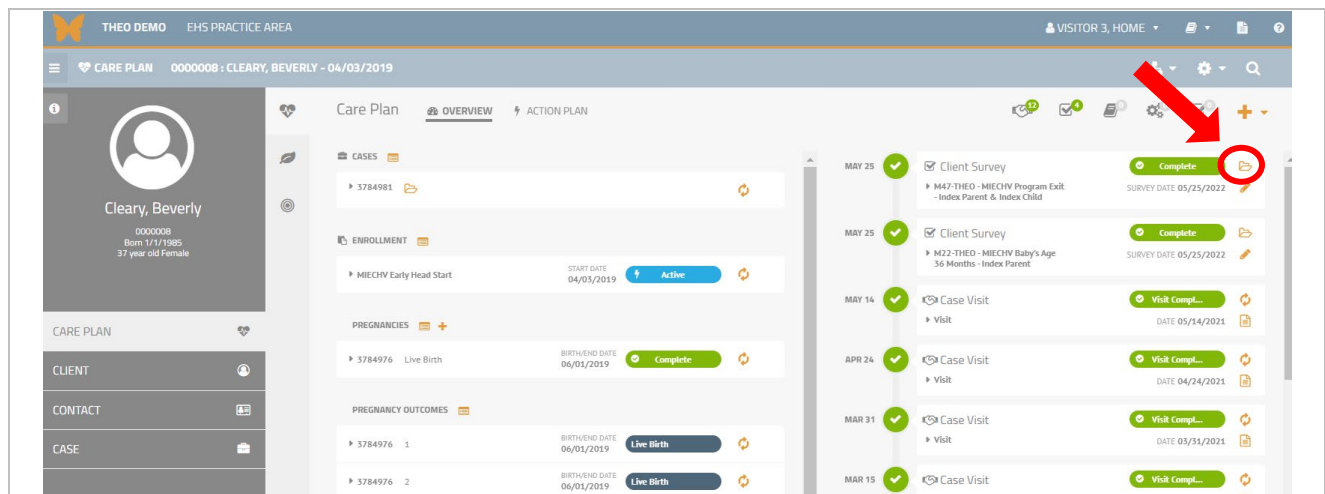 THEO DEMO EHS PRACTICE AREA VISITOR 3, HOME
CARE PLAN 0000008 : CLEARY, BEVERLY - 04/03/2019
Cleary, Beverly
0000008
Born 1/1/1985
37 year old Female
CARE PLAN
CLIENT
CONTACT
CASE
Care Plan OVERVIEW ACTION PLAN
12 4 0
CASES
3784981
ENROLLMENT
MIECHV Early Head Start START DATE 04/03/2019 Active
PREGNANCIES
3784976 Live Birth BIRTH/END DATE 06/01/2019 Complete
PREGNANCY OUTCOMES
3784976 1 BIRTH/END DATE 06/01/2019 Live Birth
3784976 2 BIRTH/END DATE 06/01/2019 Live Birth
MAY 25 Client Survey Complete
M47-THEO - MIECHV Program Exit SURVEY DATE 05/25/2022
- Index Parent & Index Child
MAY 25 Client Survey Complete
M22-THEO - MIECHV Baby's Age SURVEY DATE 05/25/2022
36 Months - Index Parent
MAY 14 Case Visit Visit Compl...
Visit DATE 05/14/2021
APR 24 Case Visit Visit Compl...
Visit DATE 04/24/2021
MAR 31 Case Visit Visit Compl...
Visit DATE 03/31/2021
MAR 15 Case Visit Visit Compl...